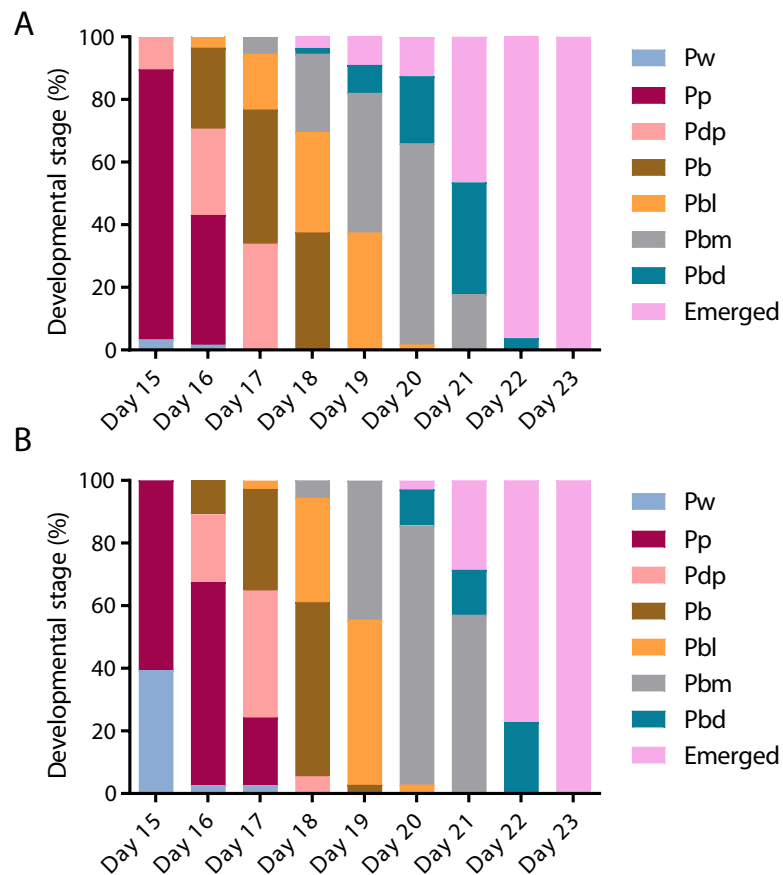 A
Developmental stage (%)
100
80
60
40
20
0
Day 15
Day 16
Day 17
Day 18
Day 19
Day 20
Day 21
Day 22
Day 23
Pw
Pp
Pdp
Pb
Pbl
Pbm
Pbd
Emerged
B
Developmental stage (%)
100
80
60
40
20
0
Day 15
Day 16
Day 17
Day 18
Day 19
Day 20
Day 21
Day 22
Day 23
Pw
Pp
Pdp
Pb
Pbl
Pbm
Pbd
Emerged